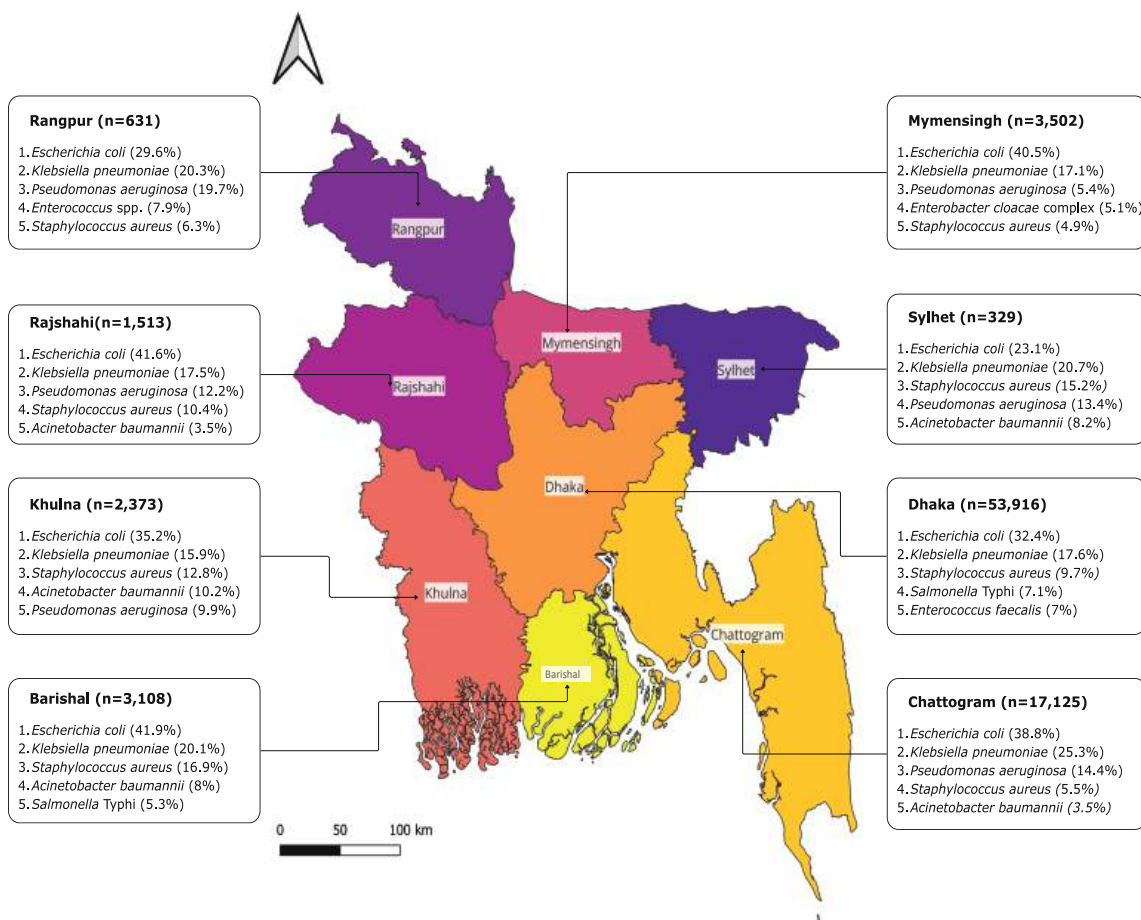 Rangpur (n=631)
1.Escherichia coli (29.6%)
2.Klebsiella pneumoniae (20.3%)
3.Pseudomonas aeruginosa (19.7%)
4.Enterococcus spp. (7.9%)
5.Staphylococcus aureus (6.3%)
Rajshahi(n=1,513)
1.Escherichia coli (41.6%)
2.Klebsiella pneumoniae (17.5%)
3.Pseudomonas aeruginosa (12.2%)
4.Staphylococcus aureus (10.4%)
5.Acinetobacter baumannii (3.5%)
Khulna (n=2,373)
1.Escherichia coli (35.2%)
2.Klebsiella pneumoniae (15.9%)
3.Staphylococcus aureus (12.8%)
4.Acinetobacter baumannii (10.2%)
5.Pseudomonas aeruginosa (9.9%)
Barishal (n=3,108)
1.Escherichia coli (41.9%)
2.Klebsiella pneumoniae (20.1%)
3.Staphylococcus aureus (16.9%)
4.Acinetobacter baumannii (8%)
5.Salmonella Typhi (5.3%)
Rangpur
Mymensingh
Sylhet
Rajshahi
Dhaka
Khulna
Chattogram
Barishal
0 50 100 km
Mymensingh (n=3,502)
1.Escherichia coli (40.5%)
2.Klebsiella pneumoniae (17.1%)
3.Pseudomonas aeruginosa (5.4%)
4.Enterobacter cloacae complex (5.1%)
5.Staphylococcus aureus (4.9%)
Sylhet (n=329)
1.Escherichia coli (23.1%)
2.Klebsiella pneumoniae (20.7%)
3.Staphylococcus aureus (15.2%)
4.Pseudomonas aeruginosa (13.4%)
5.Acinetobacter baumannii (8.2%)
Dhaka (n=53,916)
1.Escherichia coli (32.4%)
2.Klebsiella pneumoniae (17.6%)
3.Staphylococcus aureus (9.7%)
4.Salmonella Typhi (7.1%)
5.Enterococcus faecalis (7%)
Chattogram (n=17,125)
1.Escherichia coli (38.8%)
2.Klebsiella pneumoniae (25.3%)
3.Pseudomonas aeruginosa (14.4%)
4.Staphylococcus aureus (5.5%)
5.Acinetobacter baumannii (3.5%)